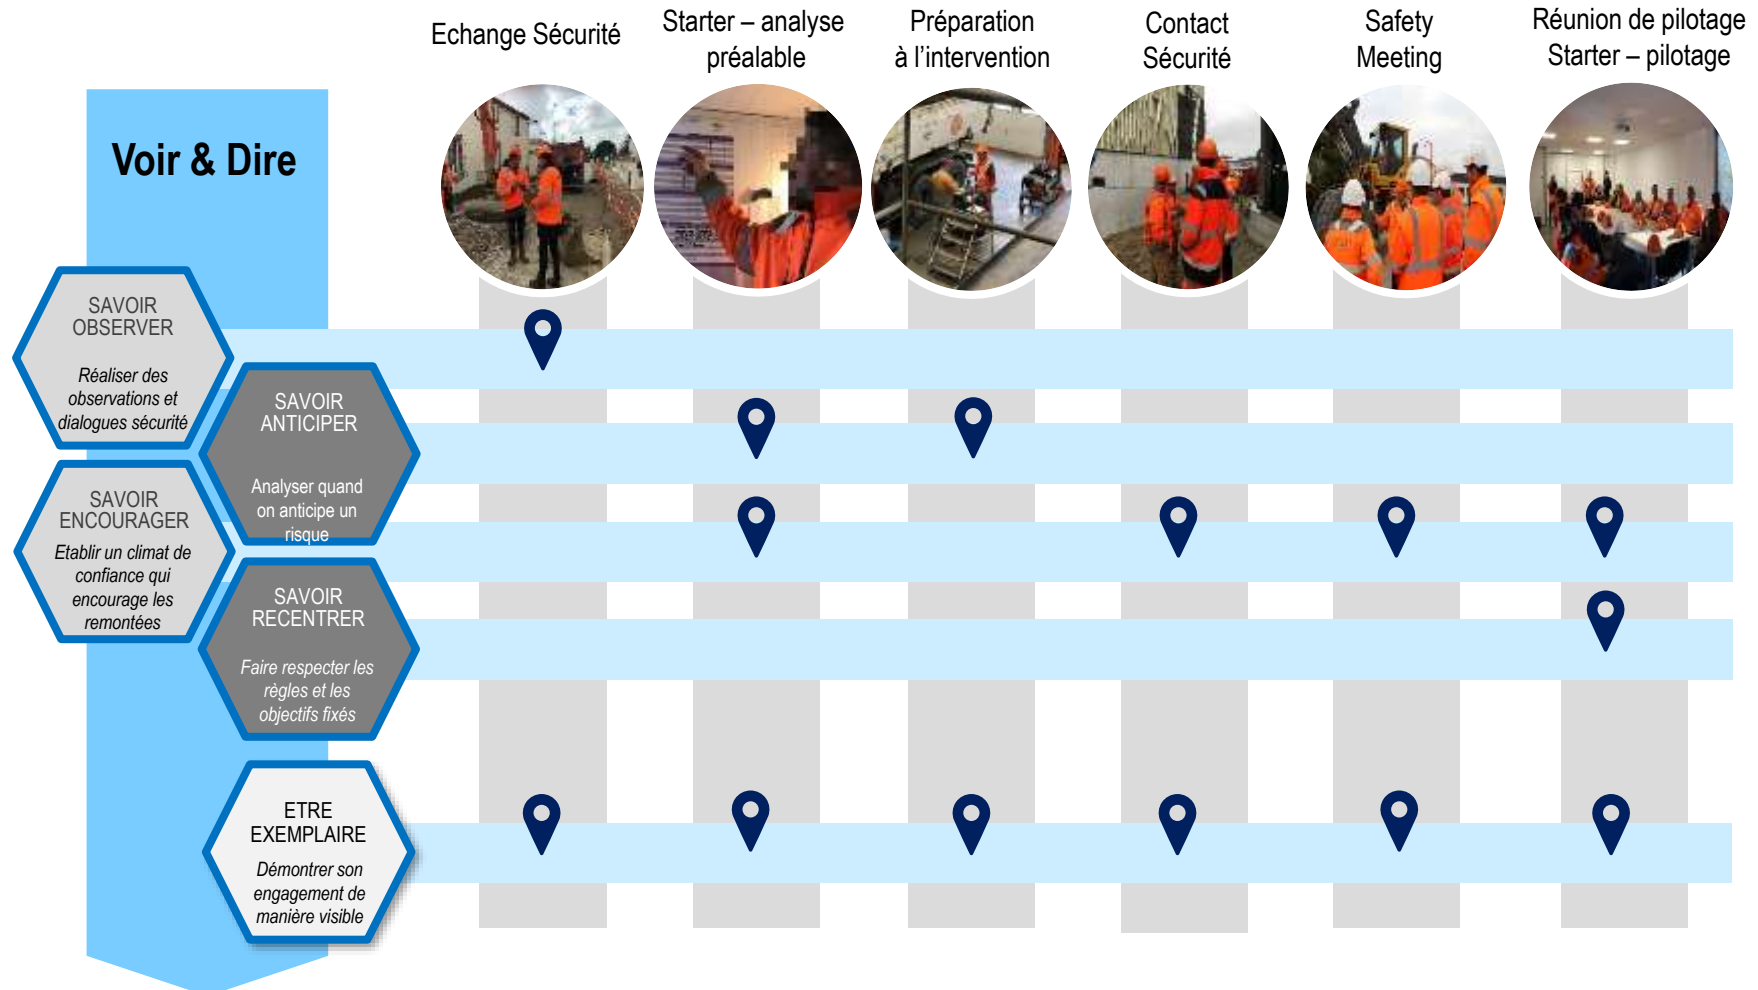 Echange Sécurité
Starter – analyse
préalable
Préparation
à l’intervention
Contact
Sécurité
Safety
Meeting
Réunion de pilotage
Starter – pilotage
Voir & Dire
SAVOIR
OBSERVER
Réaliser des
observations et
dialogues sécurité
SAVOIR
ANTICIPER
Analyser quand
on anticipe un
risque
SAVOIR
ENCOURAGER
Etablir un climat de
confiance qui
encourage les
remontées
SAVOIR
RECENTRER
Faire respecter les
règles et les
objectifs fixés
ETRE
EXEMPLAIRE
Démontrer son
engagement de
manière visible